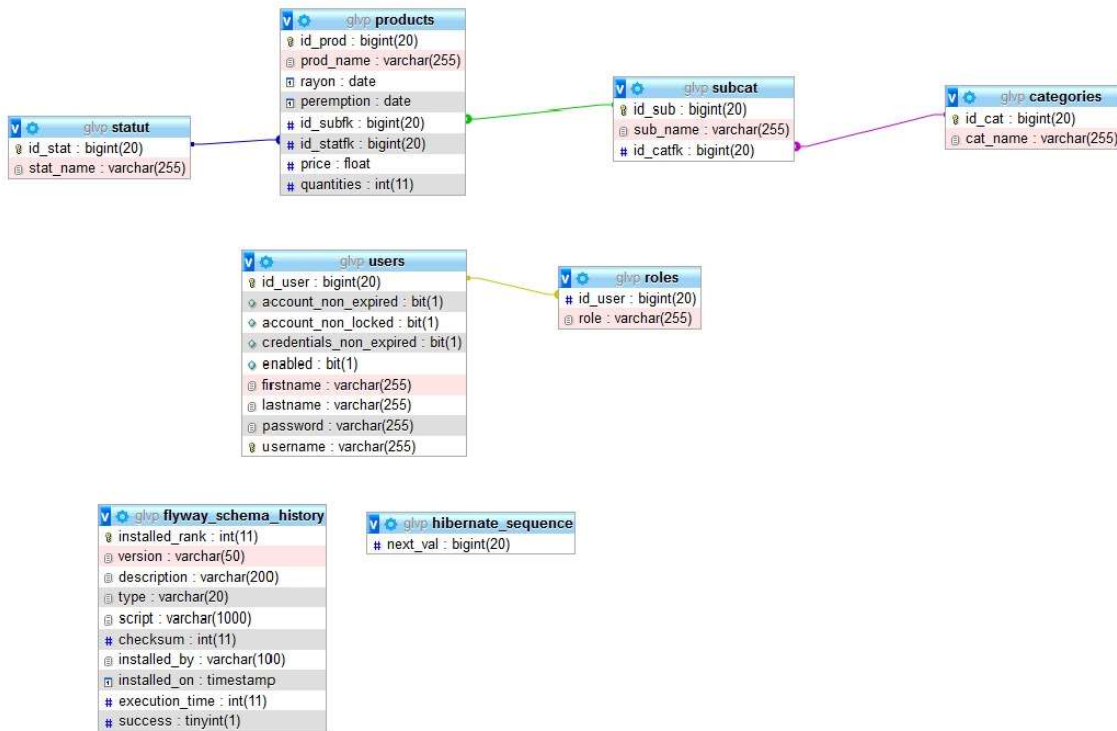 glvp products
id_prod : bigint(20)
prod_name : varchar(255)
rayon : date
peremption : date
id_subfk : bigint(20)
id_statfk : bigint(20)
price : float
quantities : int(11)
glvp statut
id_stat : bigint(20)
stat_name : varchar(255)
glvp subcat
id_sub : bigint(20)
sub_name : varchar(255)
id_catfk : bigint(20)
glvp categories
id_cat : bigint(20)
cat_name : varchar(255)
glvp users
id_user : bigint(20)
account_non_expired : bit(1)
account_non_locked : bit(1)
credentials_non_expired : bit(1)
enabled : bit(1)
firstname : varchar(255)
lastname : varchar(255)
password : varchar(255)
username : varchar(255)
glvp roles
id_user : bigint(20)
role : varchar(255)
glvp flyway_schema_history
installed_rank : int(11)
version : varchar(50)
description : varchar(200)
type : varchar(20)
script : varchar(1000)
checksum : int(11)
installed_by : varchar(100)
installed_on : timestamp
execution_time : int(11)
success : tinyint(1)
glvp hibernate_sequence
next_val : bigint(20)